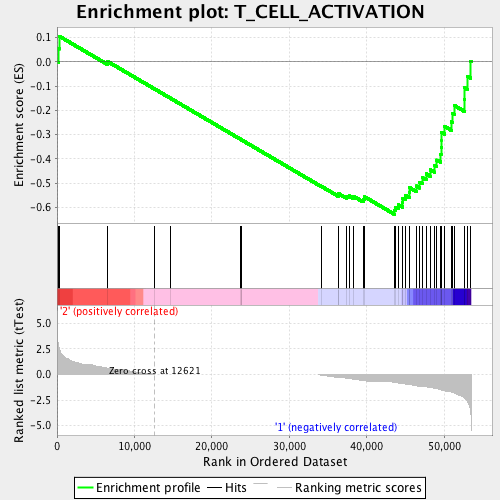 Enrichment plot: T_CELL_ACTIVATION
Enrichment score (ES)
0.1
0.0
-0.1
-0.2
-0.3
-0.4
-0.5
-0.6
'2' (positively correlated)
Ranked list metric (tTest)
5.0
2.5
0.0
-2.5
-5.0
Zero cross at 12621
'1' (negatively correlated)
0
10,000
20,000
30,000
40,000
50,000
Rank in Ordered Dataset
Enrichment profile
Hits
Ranking metric scores